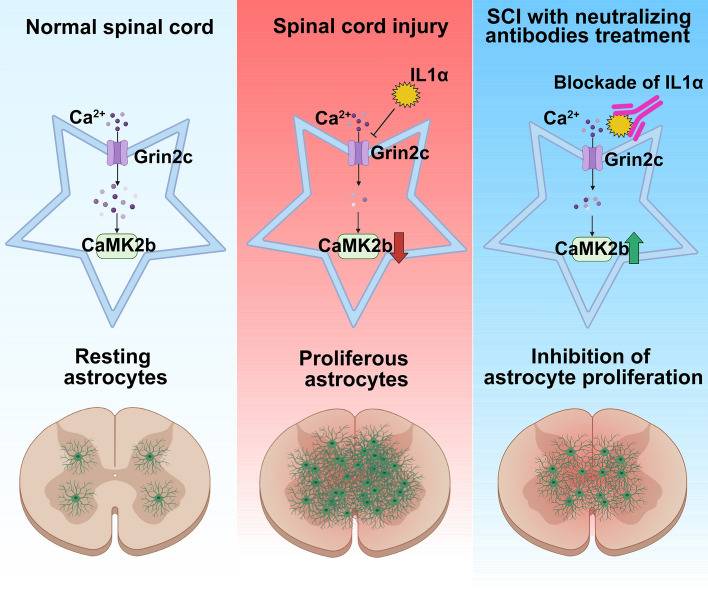 Normal spinal cord
Ca²⁺
Grin2c
CaMK2b
Resting
astrocytes
Spinal cord injury
IL1α
Ca²⁺
Grin2c
CaMK2b
Proliferous
astrocytes
SCI with neutralizing
antibodies treatment
Blockade of IL1α
Ca²⁺
Grin2c
CaMK2b
Inhibition of
astrocyte proliferation